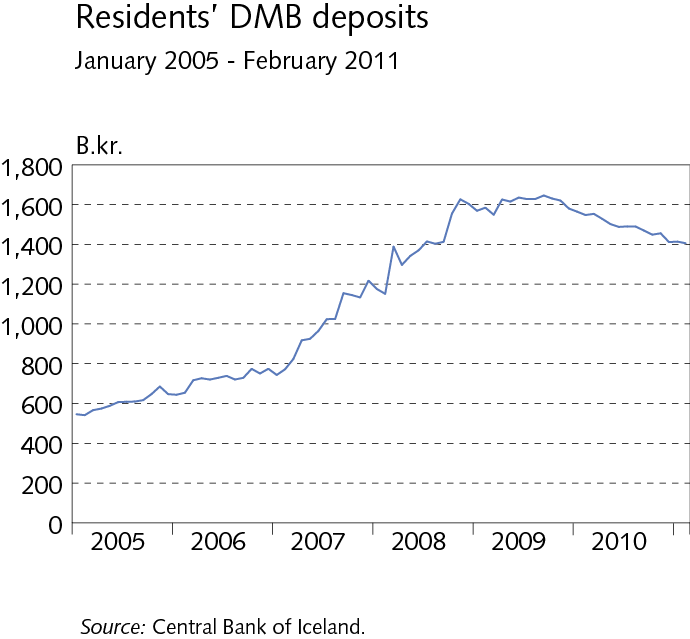 Residents’ DMB deposits
January 2005 - February 2011
B.kr.
1,800
1,600
1,400
1,200
1,000
800
600
400
200
0
2005 2006 2007 2008 2009 2010
Source: Central Bank of Iceland.